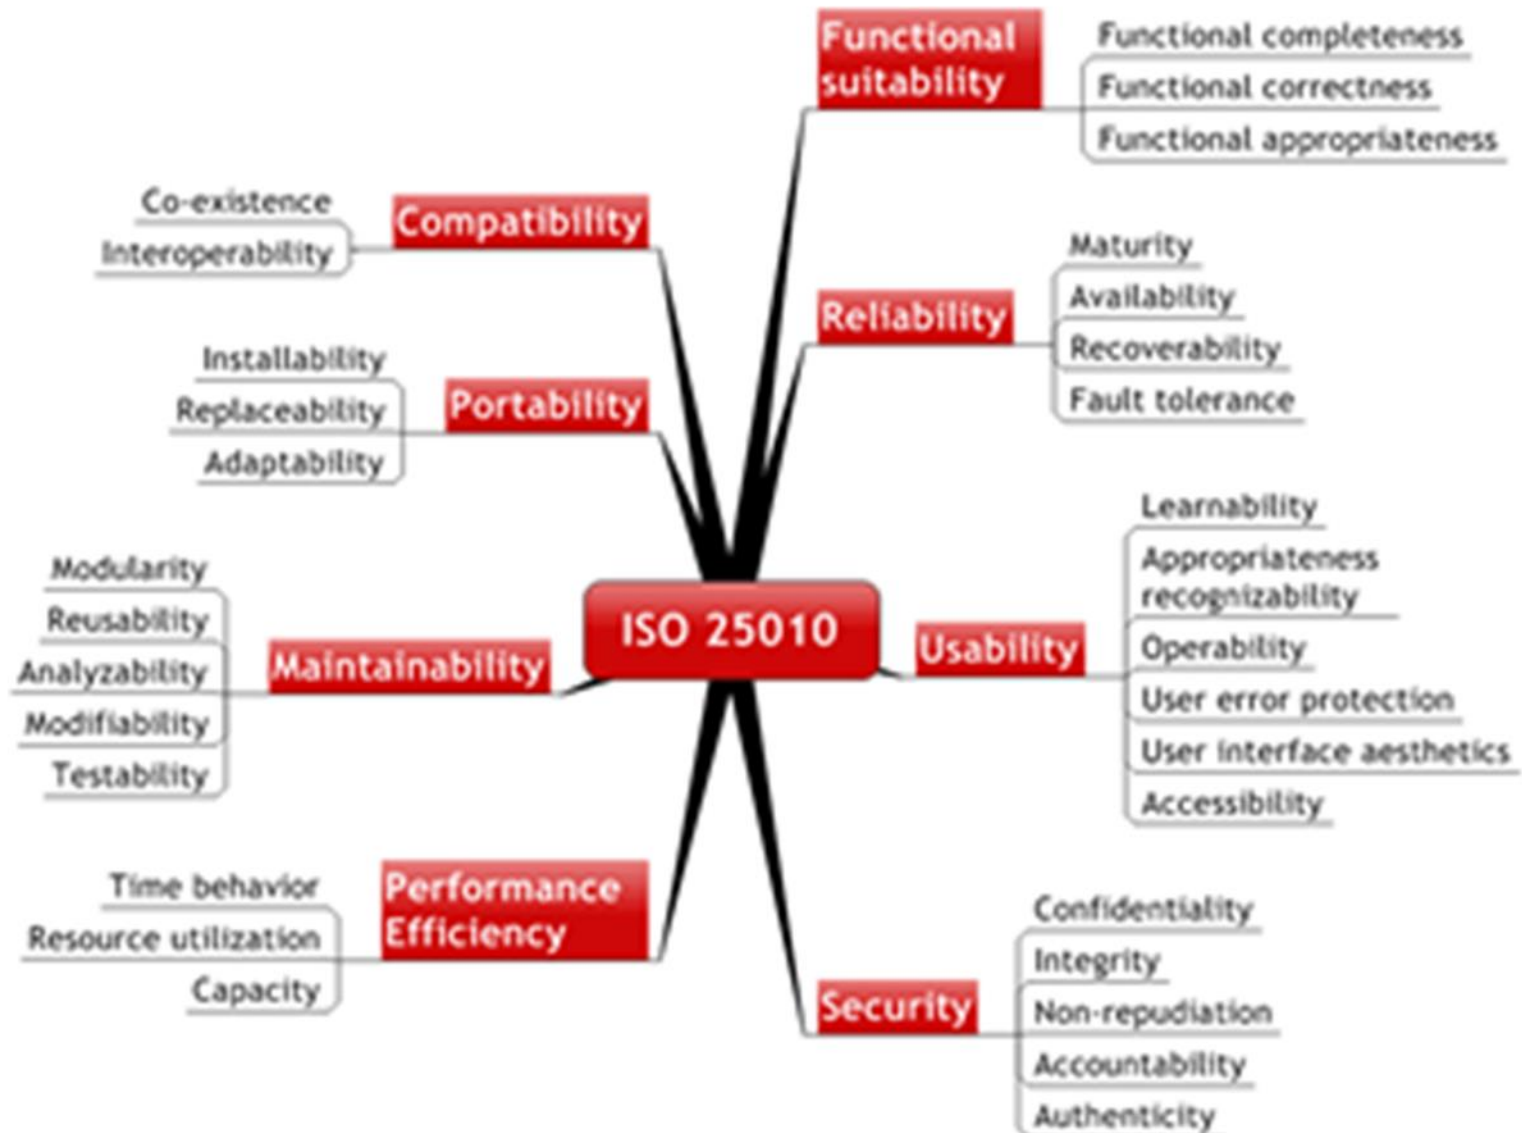 Functional
suitability
Functional completeness
Functional correctness
Functional appropriateness
Compatibility
Co-existence
Interoperability
Reliability
Maturity
Availability
Recoverability
Fault tolerance
Portability
Installability
Replaceability
Adaptability
ISO 25010
Usability
Learnability
Appropriateness
recognizability
Operability
User error protection
User interface aesthetics
Accessibility
Maintainability
Modularity
Reusability
Analyzability
Modifiability
Testability
Performance
Efficiency
Time behavior
Resource utilization
Capacity
Security
Confidentiality
Integrity
Non-repudiation
Accountability
Authenticity